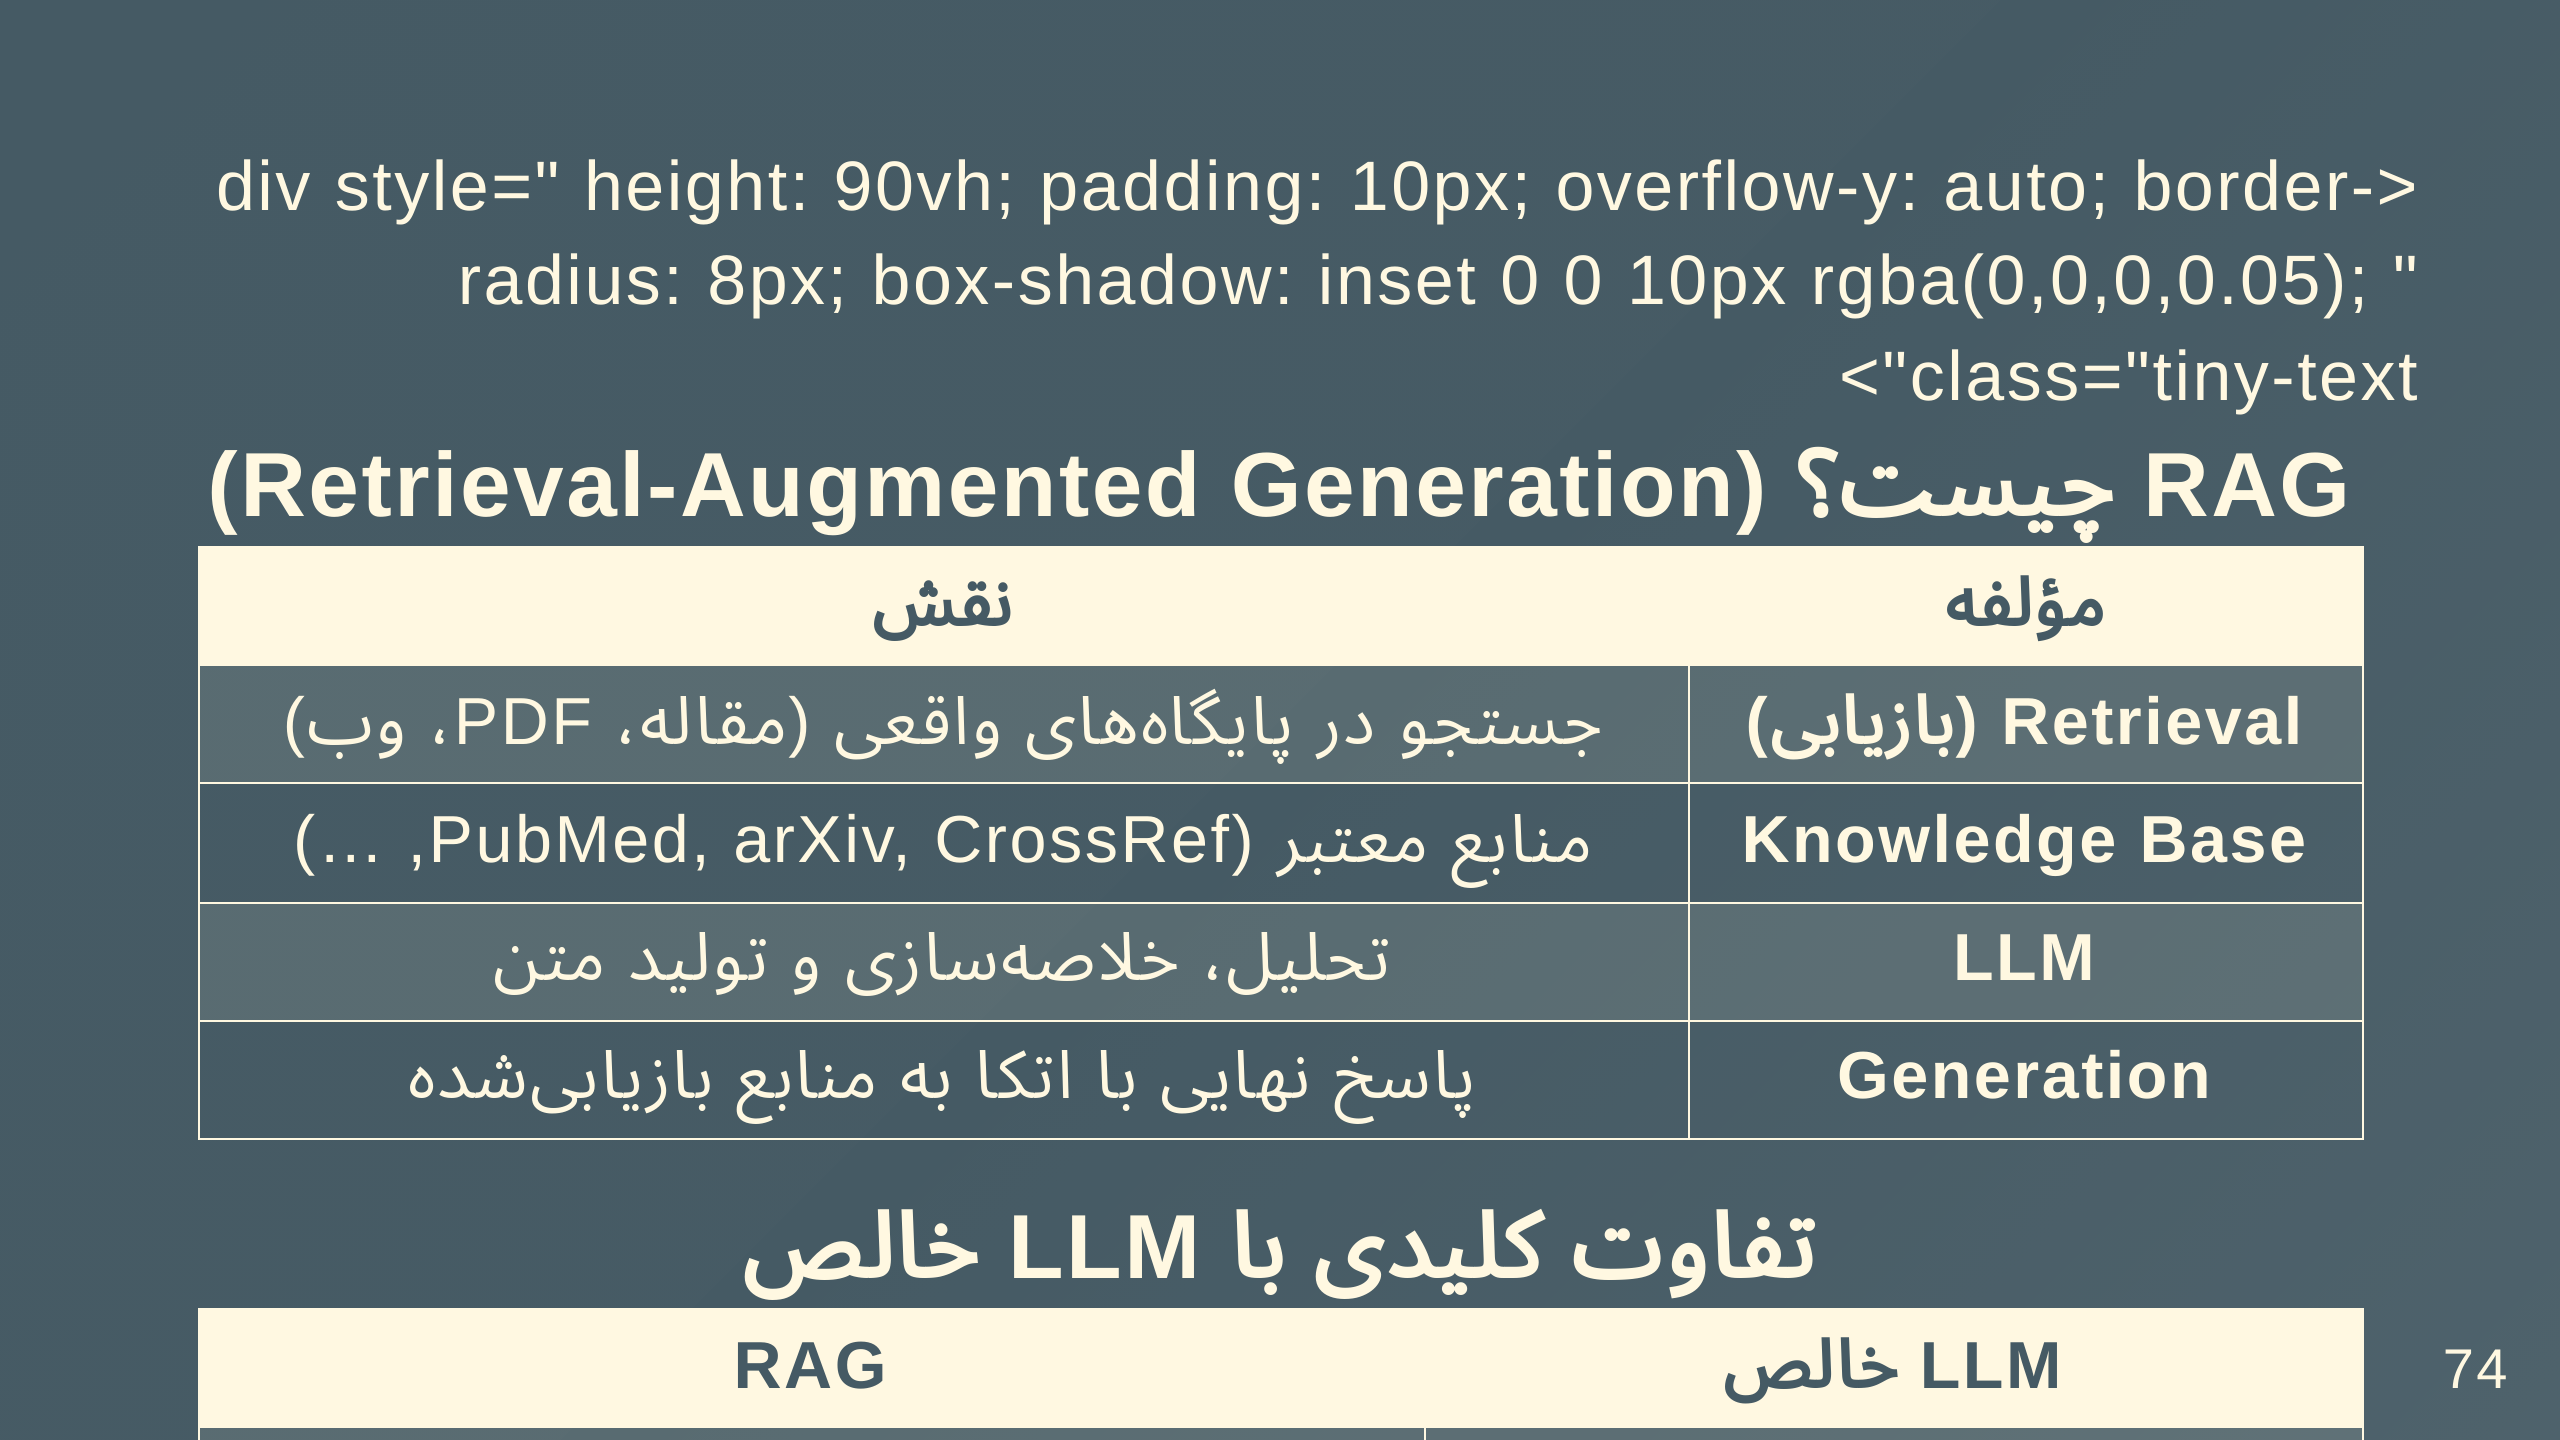 <div style=" height: 90vh; padding: 10px; overflow-y: auto; border-
radius: 8px; box-shadow: inset 0 0 10px rgba(0,0,0,0.05); "
class="tiny-text">
RAG چیست؟ (Retrieval-Augmented Generation)
مؤلفه نقش
Retrieval (بازیابی) جستجو در پایگاه‌های واقعی (مقاله، PDF، وب)
Knowledge Base منابع معتبر (PubMed, arXiv, CrossRef, …)
LLM تحلیل، خلاصه‌سازی و تولید متن
Generation پاسخ نهایی با اتکا به منابع بازیابی‌شده
تفاوت کلیدی با LLM خالص
LLM خالص RAG
74